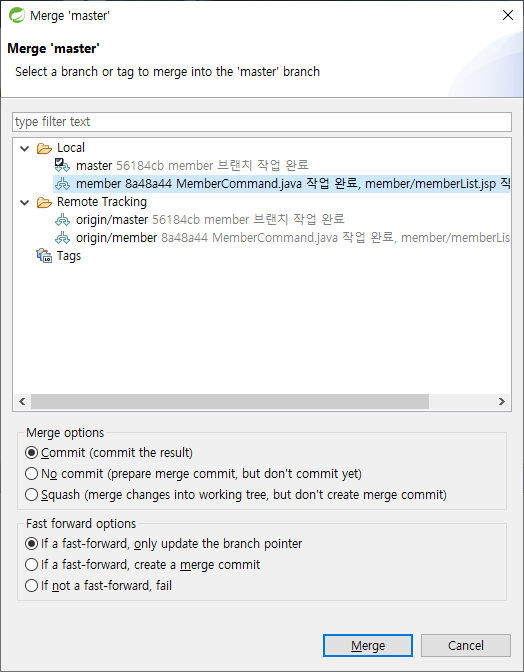 Merge 'master'
Merge 'master'
Select a branch or tag to merge into the 'master' branch
type filter text
Local
master 56184cb member 브랜치 작업 완료
member 8a48a44 MemberCommand.java 작업 완료, member/memberList.jsp 작
Remote Tracking
origin/master 56184cb member 브랜치 작업 완료
origin/member 8a48a44 MemberCommand.java 작업 완료, member/memberLis
Tags
Merge options
Commit (commit the result)
No commit (prepare merge commit, but don't commit yet)
Squash (merge changes into working tree, but don't create merge commit)
Fast forward options
If a fast-forward, only update the branch pointer
If a fast-forward, create a merge commit
If not a fast-forward, fail
Merge
Cancel